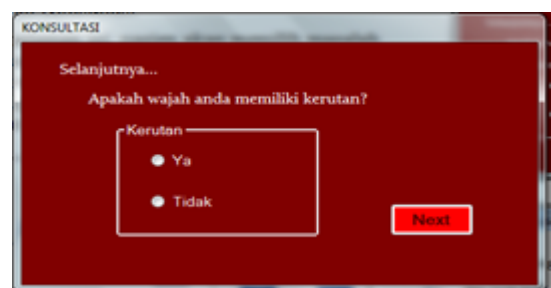 KONSULTASI
Selanjutnya...
Apakah wajah anda memiliki kerutan?
Kerutan
Ya
Tidak
Next